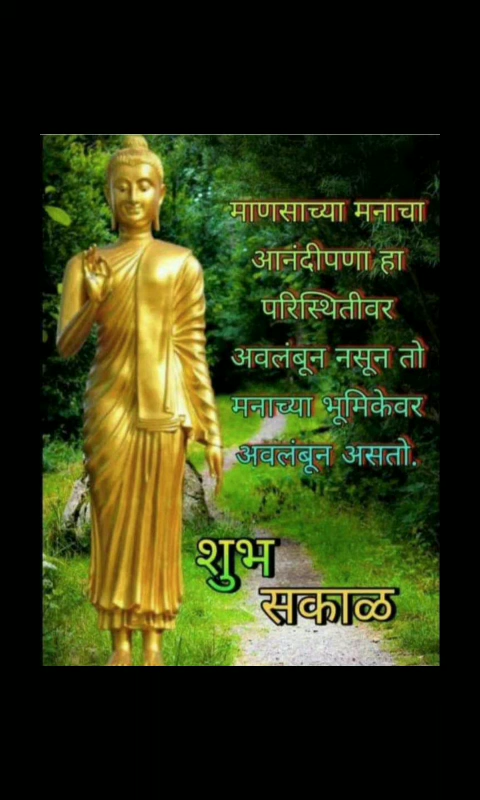 माणसाच्या मनाचा
आनंदीपणा हा
परिस्थितीवर
अवलंबून नसून तो
मनाच्या भूमिकेवर
अवलंबून असतो.
शुभ
सकाळ